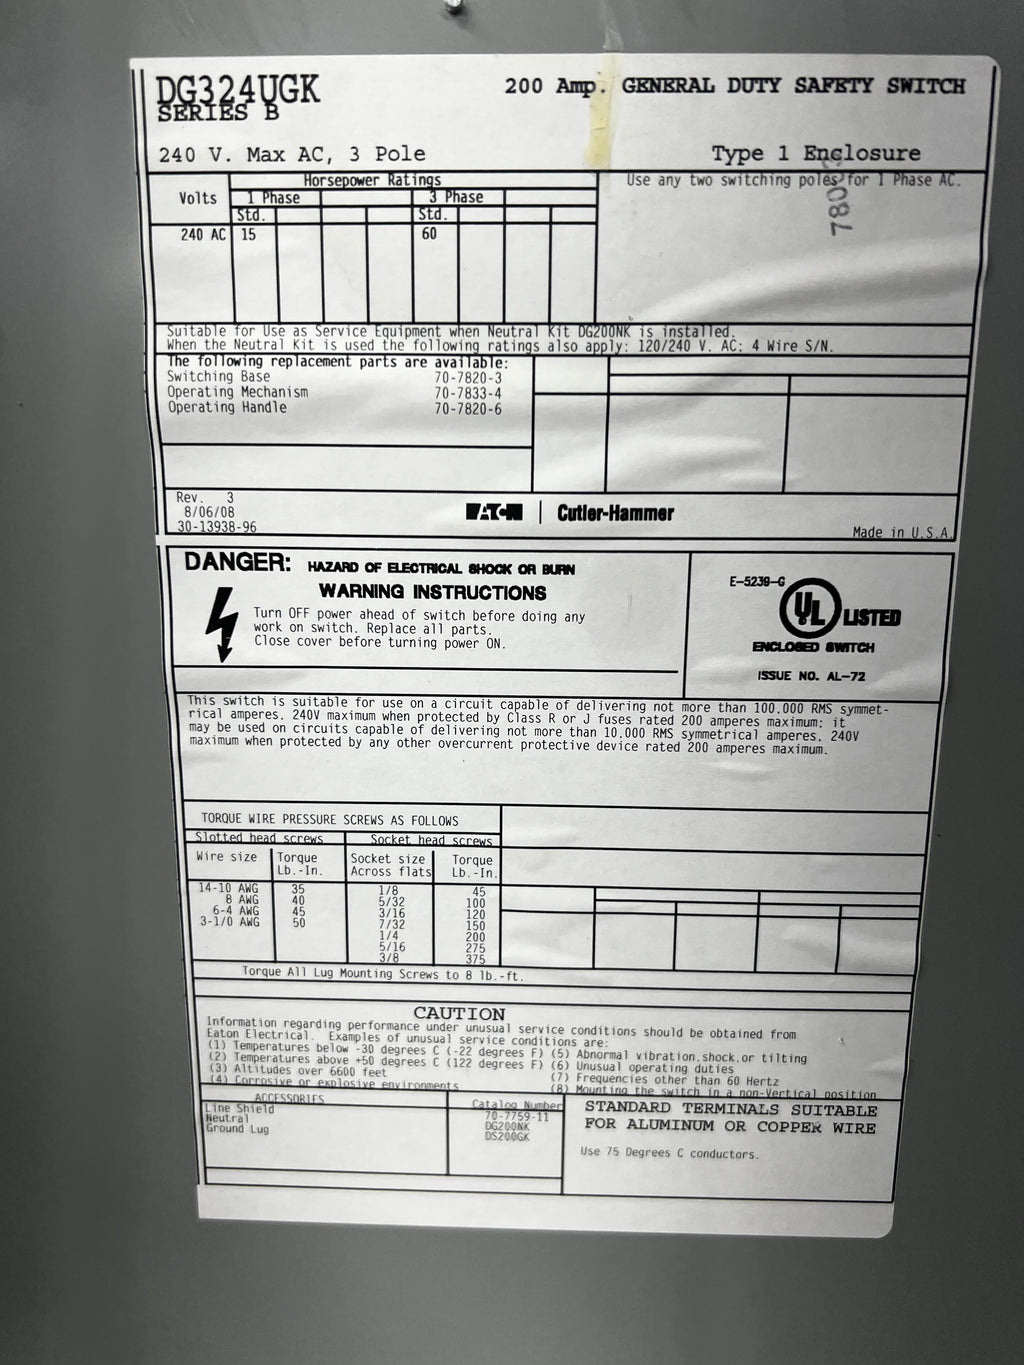 DG324UGK
SERIES B
200 Amp. GENERAL DUTY SAFETY SWITCH
240 V. Max AC, 3 Pole
Type 1 Enclosure
Horsepower Ratings
Volts
1 Phase
3 Phase
Std.
Std.
240 AC 15 60
Use any two switching poles for 1 Phase AC.
Suitable for Use as Service Equipment when Neutral Kit DG200NK is installed.
When the Neutral Kit is used the following ratings also apply: 120/240 V. AC: 4 Wire S/N.
The following replacement parts are available:
Switching Base 70-7820-3
Operating Mechanism 70-7833-4
Operating Handle 70-7820-6
Rev. 3
8/06/08
30-13938-96
EATON | Cutler-Hammer
Made in U.S.A.
DANGER: HAZARD OF ELECTRICAL SHOCK OR BURN
WARNING INSTRUCTIONS
Turn OFF power ahead of switch before doing any
work on switch. Replace all parts.
Close cover before turning power ON.
E-5239-G
UL LISTED
ENCLOSED SWITCH
ISSUE NO. AL-72
This switch is suitable for use on a circuit capable of delivering not more than 100,000 RMS symmet-
rical amperes, 240V maximum when protected by Class R or J fuses rated 200 amperes maximum; it
may be used on circuits capable of delivering not more than 10,000 RMS symmetrical amperes, 240V
maximum when protected by any other overcurrent protective device rated 200 amperes maximum.
TORQUE WIRE PRESSURE SCREWS AS FOLLOWS
Slotted head screws Socket head screws
Wire size Torque Socket size Torque
Lb.-In. Across flats Lb.-In.
14-10 AWG 35 1/8 45
8 AWG 40 5/32 100
6-4 AWG 45 3/16 120
3-1/0 AWG 50 7/32 150
1/4 200
5/16 275
3/8 375
Torque All Lug Mounting Screws to 8 lb.-ft.
CAUTION
Information regarding performance under unusual service conditions should be obtained from
Eaton Electrical. Examples of unusual service conditions are:
(1) Temperatures below -30 degrees C (-22 degrees F) (5) Abnormal vibration,shock,or tilting
(2) Temperatures above +50 degrees C (122 degrees F) (6) Unusual operating duties
(3) Altitudes over 6600 feet (7) Frequencies other than 60 Hertz
(4) Corrosive or explosive environments (8) Mounting the switch in a non-Vertical position
ACCESSORIES Catalog Number
Line Shield 70-7759-11
Neutral DG200NK
Ground Lug DS200GK
STANDARD TERMINALS SUITABLE
FOR ALUMINUM OR COPPER WIRE
Use 75 Degrees C conductors.